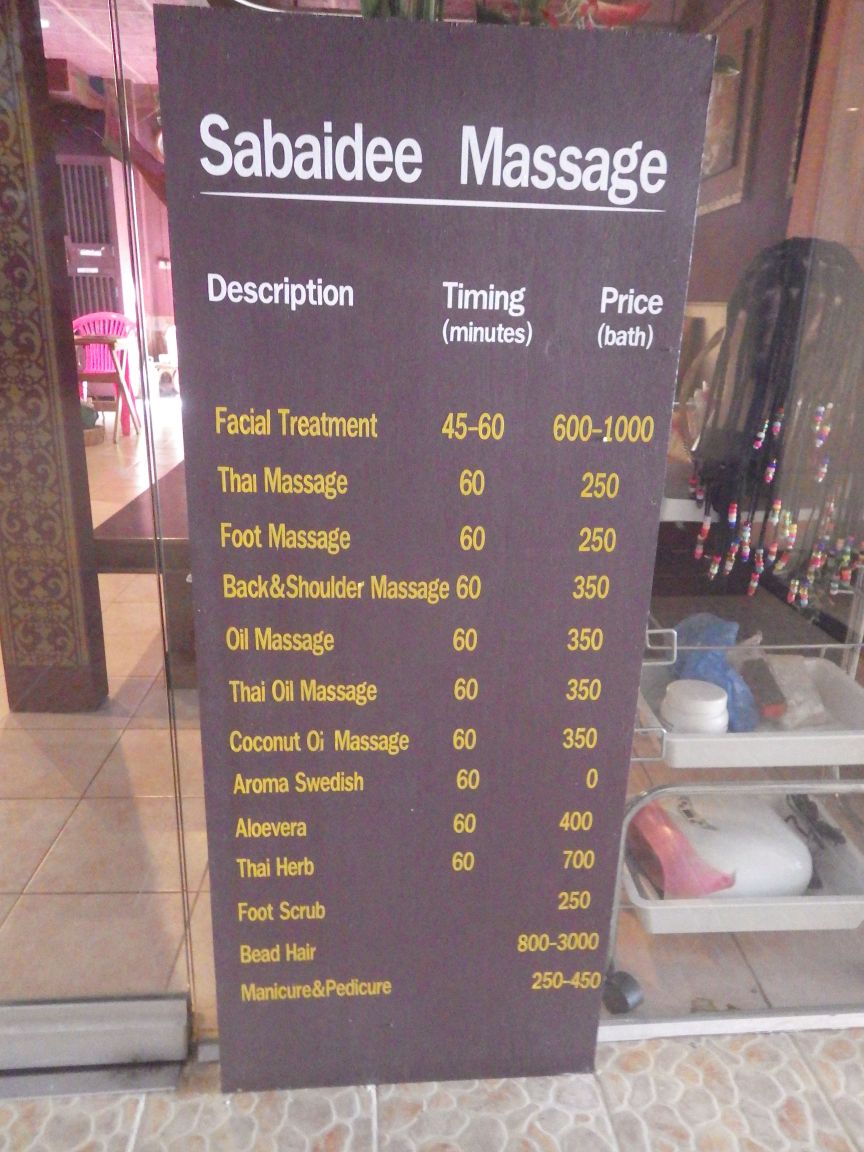 Sabaidee Massage
Description Timing Price
(minutes) (bath)
Facial Treatment 45-60 600-1000
Thai Massage 60 250
Foot Massage 60 250
Back&Shoulder Massage 60 350
Oil Massage 60 350
Thai Oil Massage 60 350
Coconut Oi Massage 60 350
Aroma Swedish 60 0
Aloevera 60 400
Thai Herb 60 700
Foot Scrub 250
Bead Hair 800-3000
Manicure&Pedicure 250-450